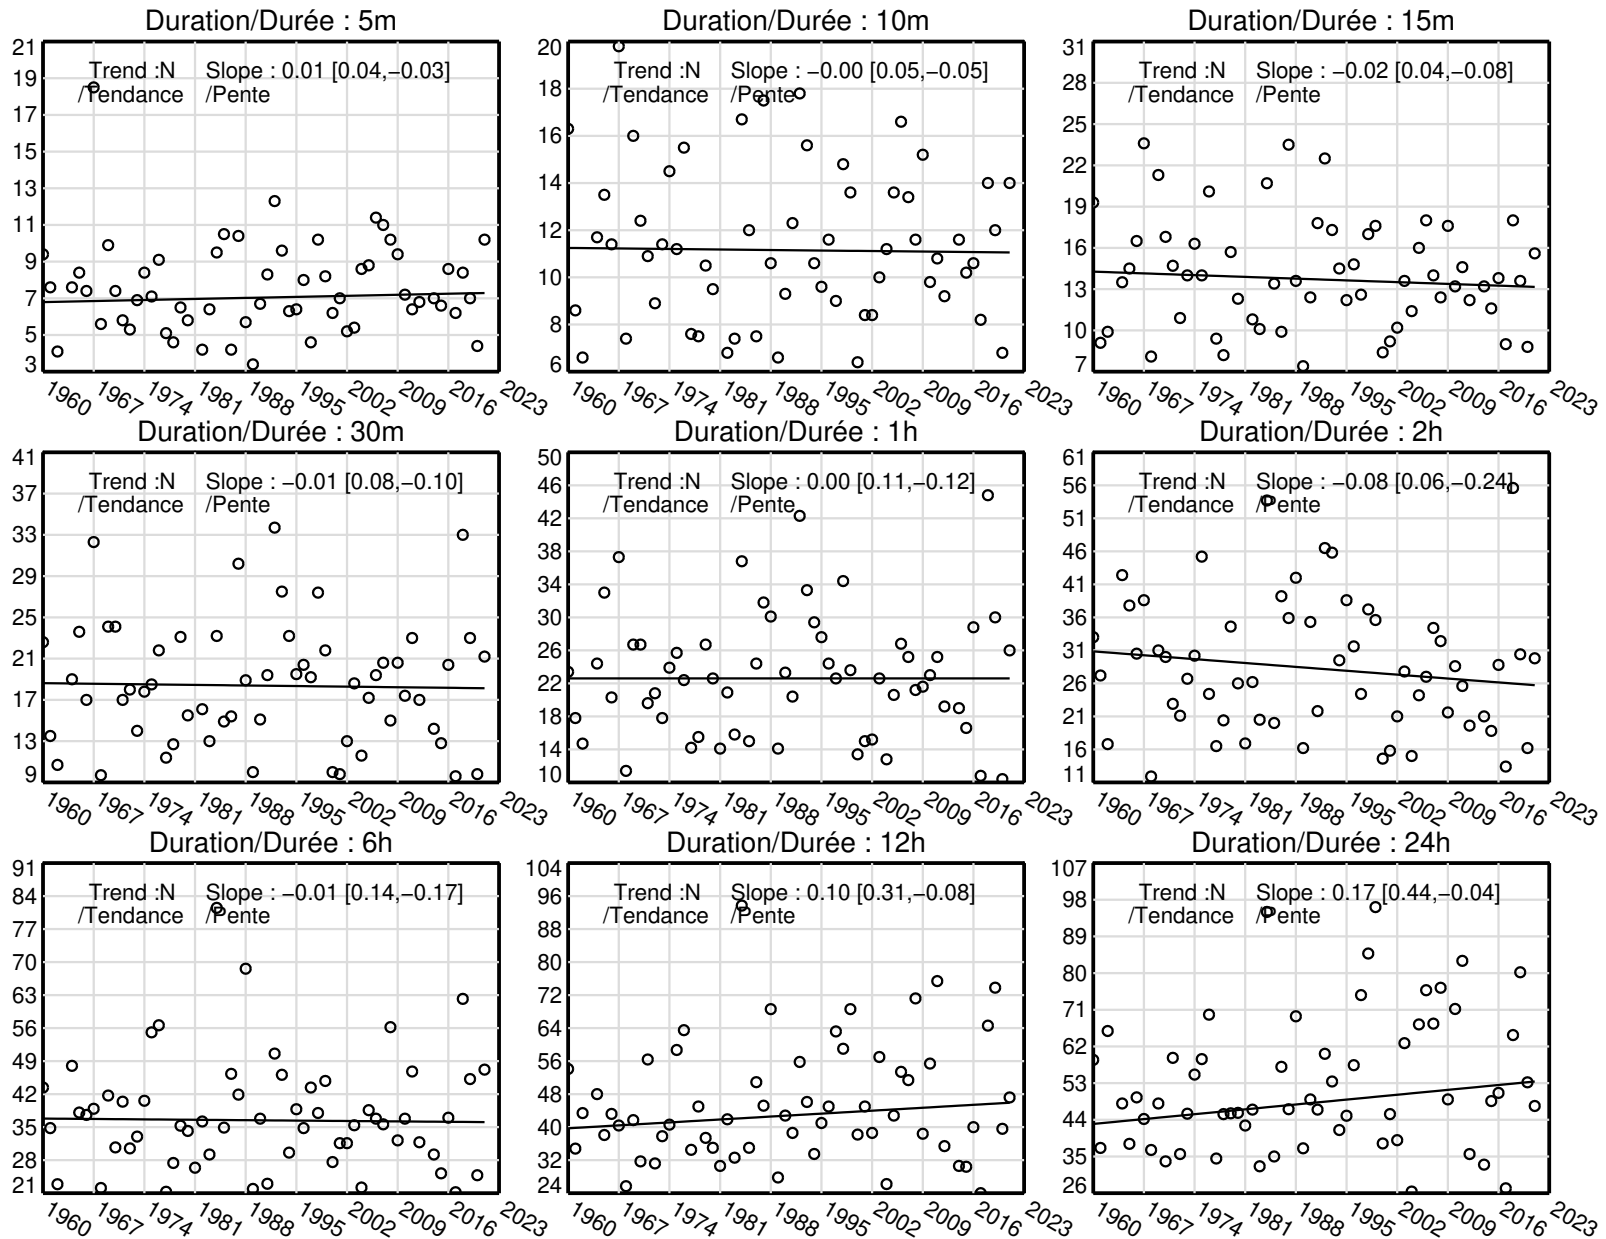 Duration/Durée : 5m
21
19
17
15
13
11
9
7
5
3
Trend :N Slope : 0.01 [0.04,−0.03]
/Tendance /Pente
1960 1967 1974 1981 1988 1995 2002 2009 2016 2023
Duration/Durée : 10m
20
18
16
14
12
10
8
6
Trend :N Slope : −0.00 [0.05,−0.05]
/Tendance /Pente
1960 1967 1974 1981 1988 1995 2002 2009 2016 2023
Duration/Durée : 15m
31
28
25
22
19
16
13
10
7
Trend :N Slope : −0.02 [0.04,−0.08]
/Tendance /Pente
1960 1967 1974 1981 1988 1995 2002 2009 2016 2023
Duration/Durée : 30m
41
37
33
29
25
21
17
13
9
Trend :N Slope : −0.01 [0.08,−0.10]
/Tendance /Pente
1960 1967 1974 1981 1988 1995 2002 2009 2016 2023
Duration/Durée : 1h
50
46
42
38
34
30
26
22
18
14
10
Trend :N Slope : 0.00 [0.11,−0.12]
/Tendance /Pente
1960 1967 1974 1981 1988 1995 2002 2009 2016 2023
Duration/Durée : 2h
61
56
51
46
41
36
31
26
21
16
11
Trend :N Slope : −0.08 [0.06,−0.24]
/Tendance /Pente
1960 1967 1974 1981 1988 1995 2002 2009 2016 2023
Duration/Durée : 6h
91
84
77
70
63
56
49
42
35
28
21
Trend :N Slope : −0.01 [0.14,−0.17]
/Tendance /Pente
1960 1967 1974 1981 1988 1995 2002 2009 2016 2023
Duration/Durée : 12h
104
96
88
80
72
64
56
48
40
32
24
Trend :N Slope : 0.10 [0.31,−0.08]
/Tendance /Pente
1960 1967 1974 1981 1988 1995 2002 2009 2016 2023
Duration/Durée : 24h
107
98
89
80
71
62
53
44
35
26
Trend :N Slope : 0.17 [0.44,−0.04]
/Tendance /Pente
1960 1967 1974 1981 1988 1995 2002 2009 2016 2023